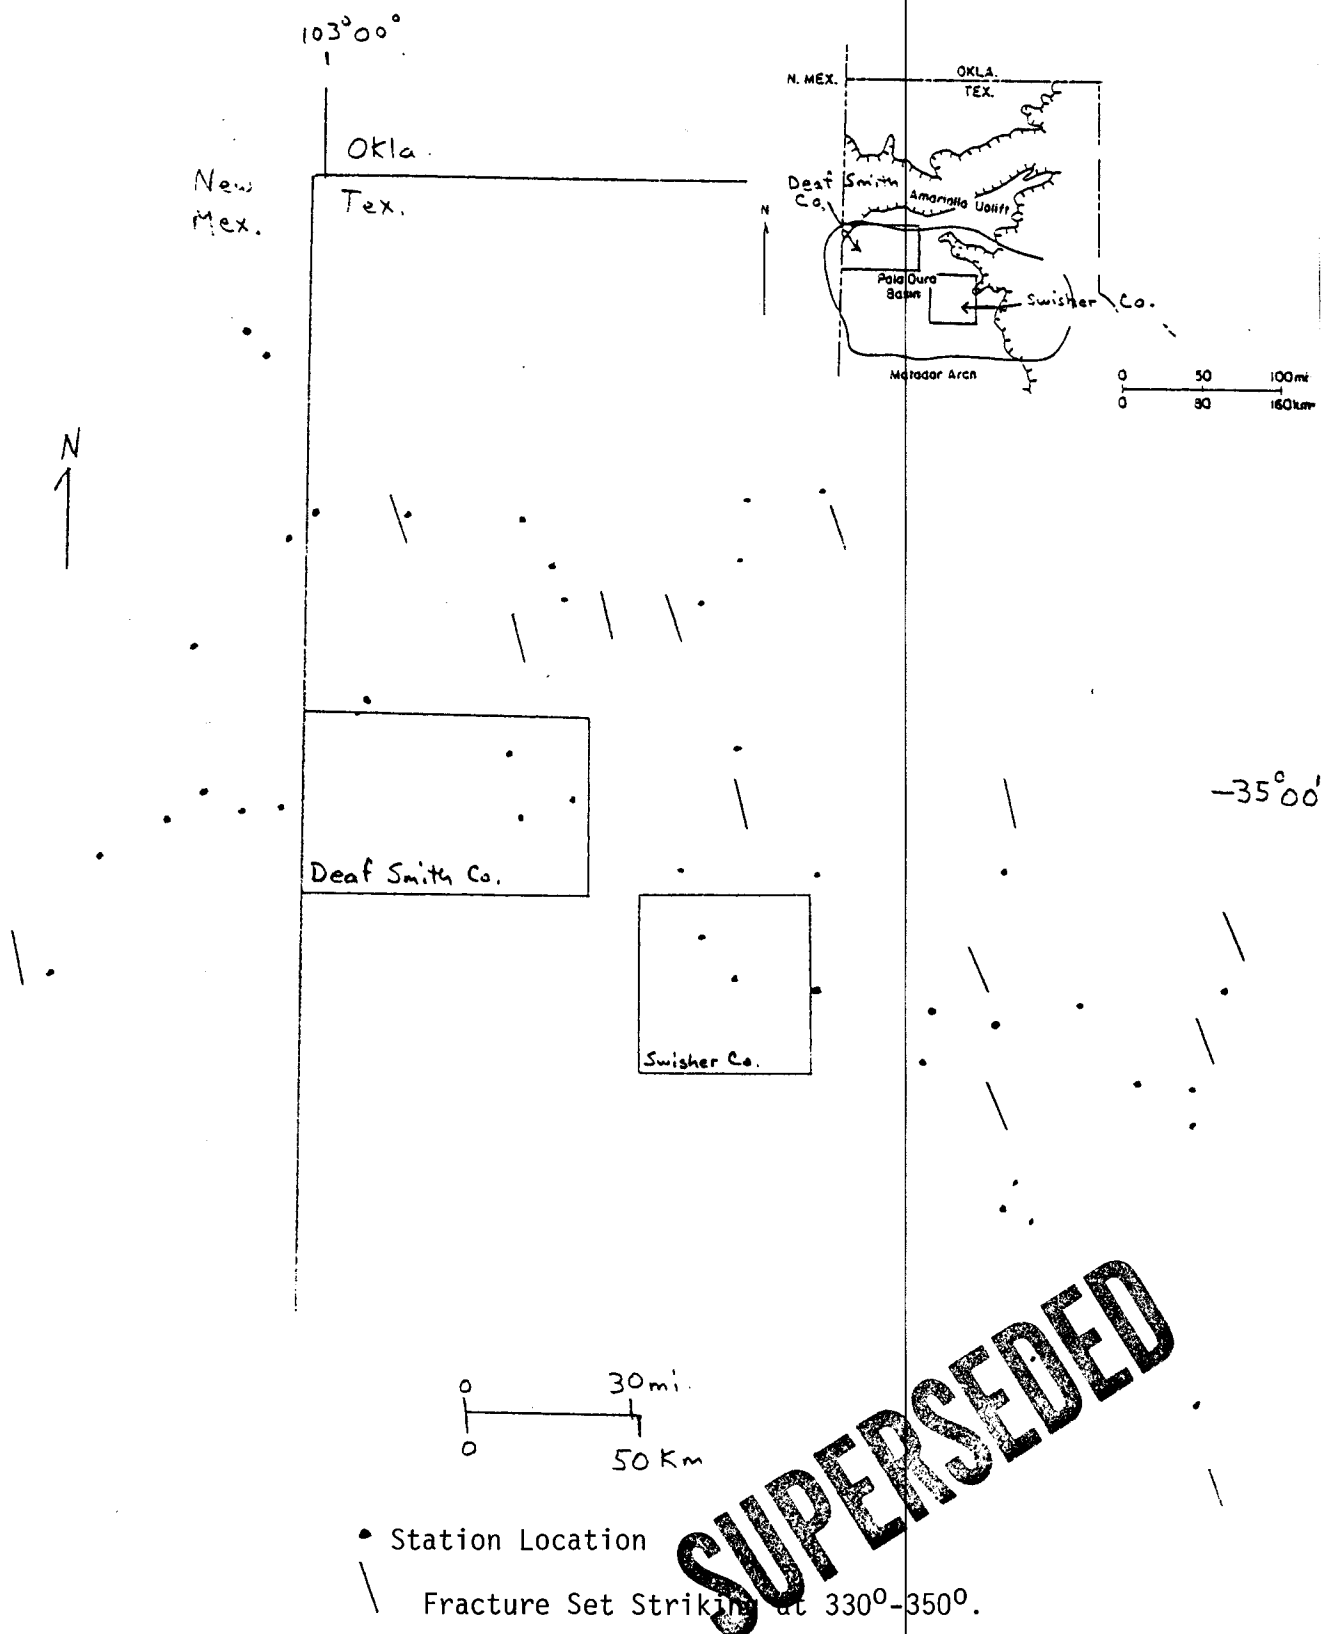 103°00°
Okla.
New
Mex.
Tex.
N. MEX.
OKLA.
TEX.
Deaf Smith
Co.
Amarillo Uplift
N
Palo Duro
Basin
Swisher Co.
Matador Arch
0 50 100mi
0 80 160km
N
-35°00'
Deaf Smith Co.
Swisher Co.
0 30mi.
0 50 Km
SUPERSEDED
Station Location
Fracture Set Striking at 330°-350°.